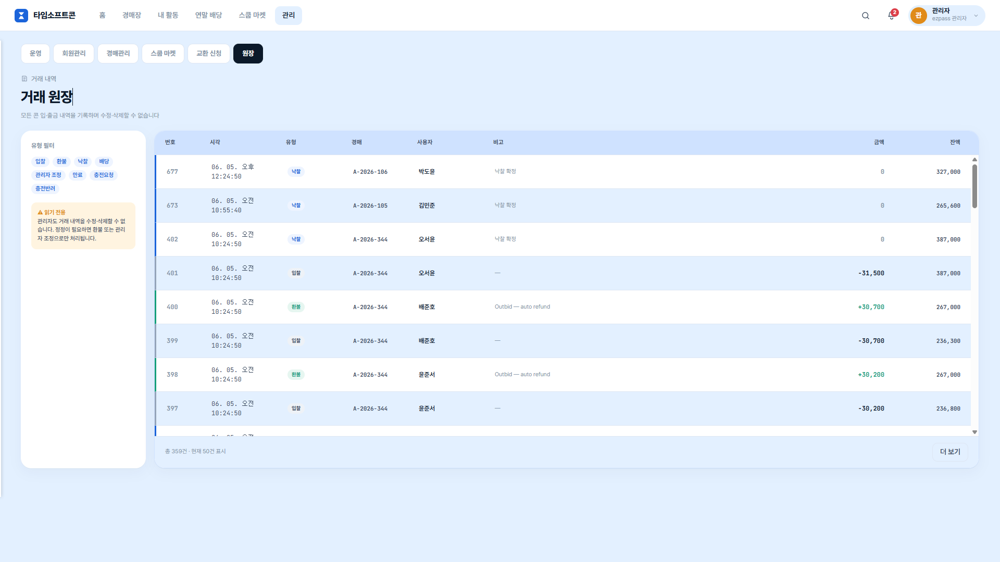 타임소프트콘
홈
경매장
내 활동
연말 배당
스쿱 마켓
관리
2
관
관리자
ezpass 관리자
운영
회원관리
경매관리
스쿱 마켓
교환 신청
원장
거래 내역
거래 원장
모든 콘 입·출금 내역을 기록하며 수정·삭제할 수 없습니다
유형 필터
입찰 환불 낙찰 배당
관리자 조정 만료 충전요청
충전반려
읽기 전용
관리자도 거래 내역을 수정·삭제할 수 없
습니다. 정정이 필요하면 환불 또는 관리
자 조정으로만 처리됩니다.
번호 시각 유형 경매 사용자 비고 금액 잔액
677 06. 05. 오후 12:24:50 낙찰 A-2026-106 박도윤 낙찰 확정 0 327,000
673 06. 05. 오전 10:55:40 낙찰 A-2026-105 김민준 낙찰 확정 0 265,600
402 06. 05. 오전 10:24:50 낙찰 A-2026-344 오서윤 낙찰 확정 0 387,000
401 06. 05. 오전 10:24:50 입찰 A-2026-344 오서윤 — -31,500 387,000
400 06. 05. 오전 10:24:50 환불 A-2026-344 배준호 Outbid — auto refund +30,700 267,000
399 06. 05. 오전 10:24:50 입찰 A-2026-344 배준호 — -30,700 236,300
398 06. 05. 오전 10:24:50 환불 A-2026-344 윤준서 Outbid — auto refund +30,200 267,000
397 06. 05. 오전 10:24:50 입찰 A-2026-344 윤준서 — -30,200 236,800
총 359건 · 현재 50건 표시
더 보기